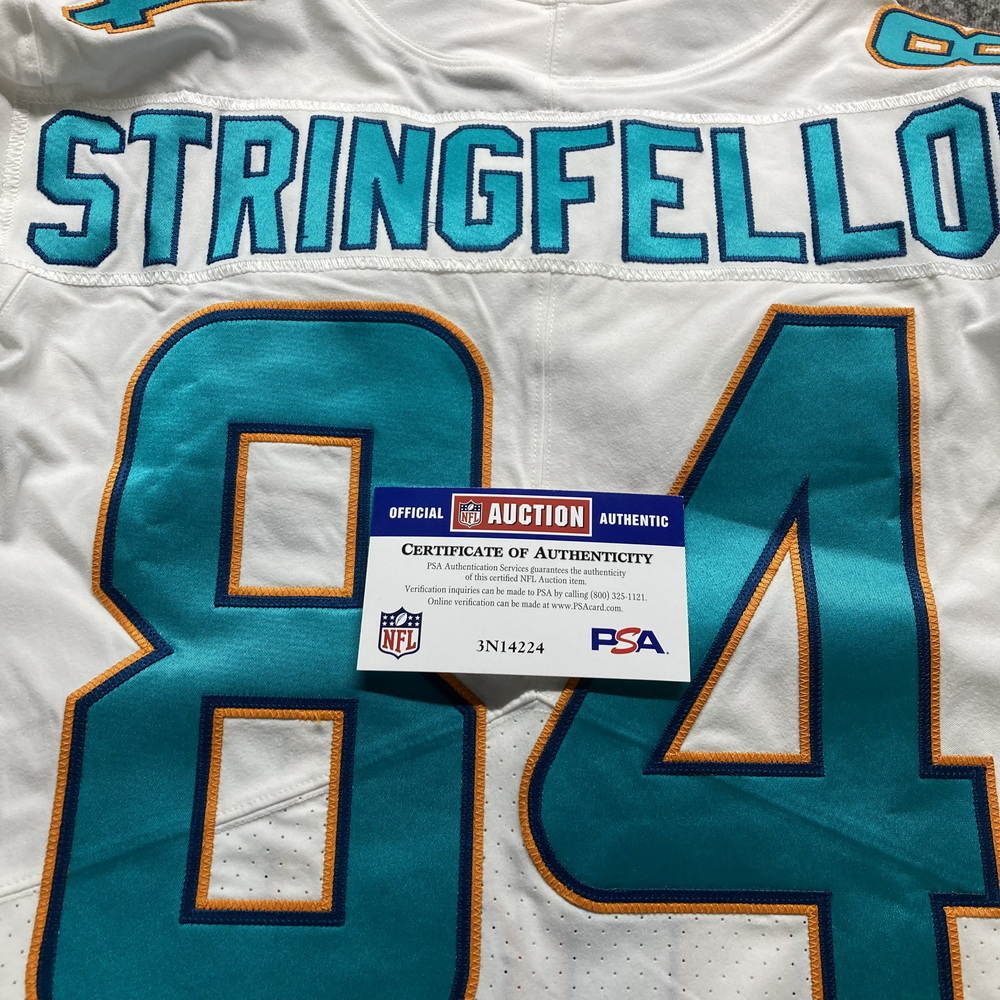 STRINGFELLO
84
OFFICIAL NFL AUCTION AUTHENTIC
CERTIFICATE OF AUTHENTICITY
PSA Authentication Services guarantees the authenticity
of this certified NFL Auction item.
Verification inquiries can be made to PSA by calling (800) 325-1121.
Online verification can be made at www.PSAcard.com.
NFL 3N14224 PSA